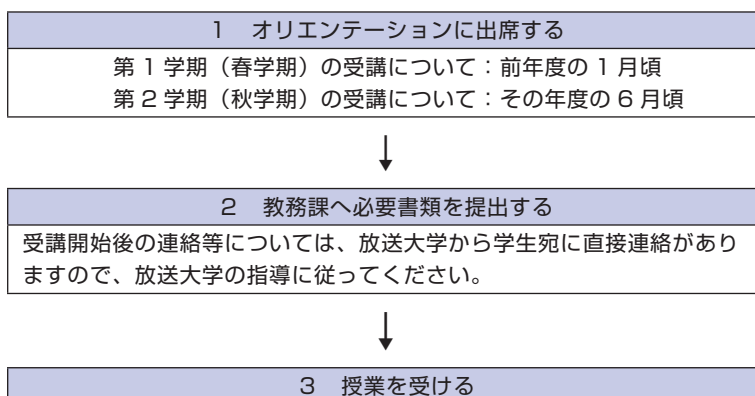 1　オリエンテーションに出席する
第 1 学期（春学期）の受講について：前年度の 1 月頃
第 2 学期（秋学期）の受講について：その年度の 6 月頃
2　教務課へ必要書類を提出する
受講開始後の連絡等については、放送大学から学生宛に直接連絡があり
ますので、放送大学の指導に従ってください。
3　授業を受ける